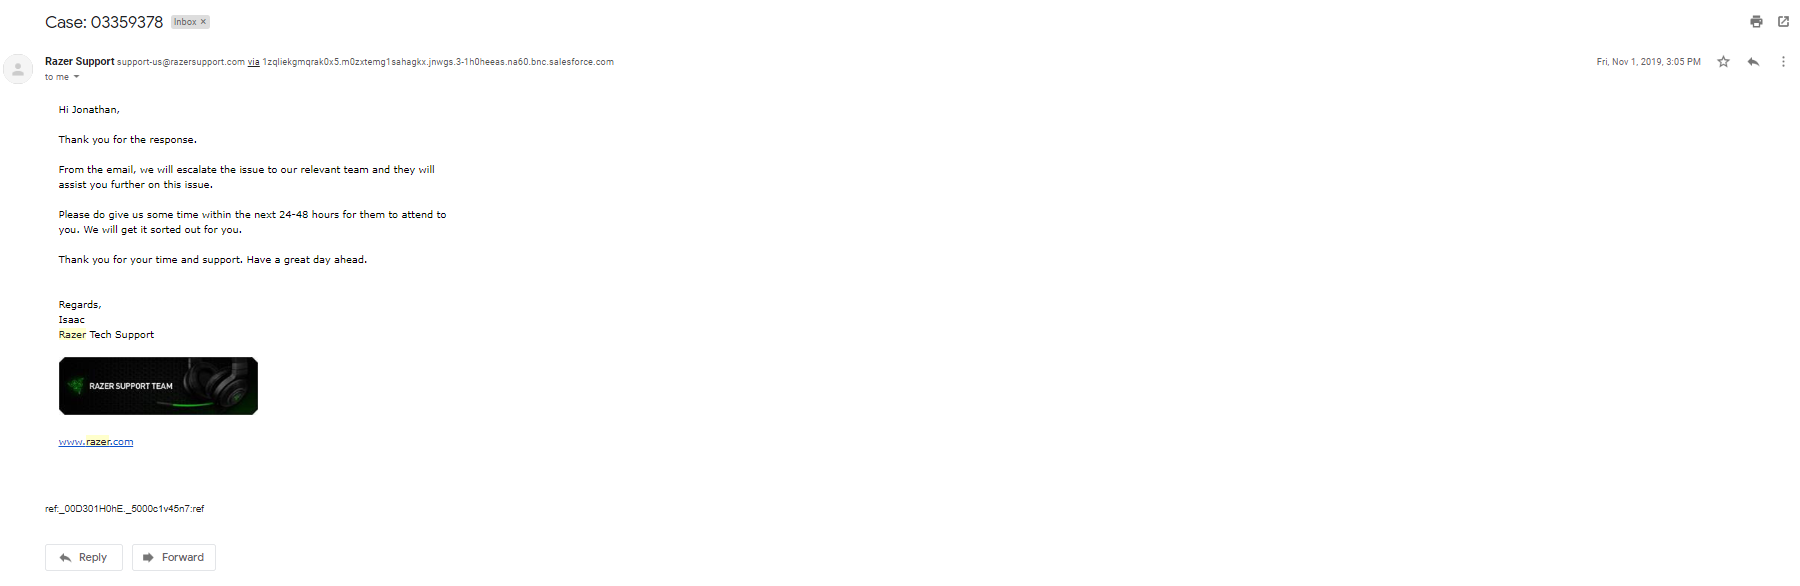 Case: 03359378 Inbox ×
Razer Support support-us@razersupport.com via 1zqliekgmqrak0x5.m0zxtemg1sahagkx.jnwgs.3-1h0heeas.na60.bnc.salesforce.com Fri, Nov 1, 2019, 3:05 PM
to me
Hi Jonathan,
Thank you for the response.
From the email, we will escalate the issue to our relevant team and they will
assist you further on this issue.
Please do give us some time within the next 24-48 hours for them to attend to
you. We will get it sorted out for you.
Thank you for your time and support. Have a great day ahead.
Regards,
Isaac
Razer Tech Support
RAZER SUPPORT TEAM
www.razer.com
ref:_00D301H0hE._5000c1v45n7:ref
Reply Forward